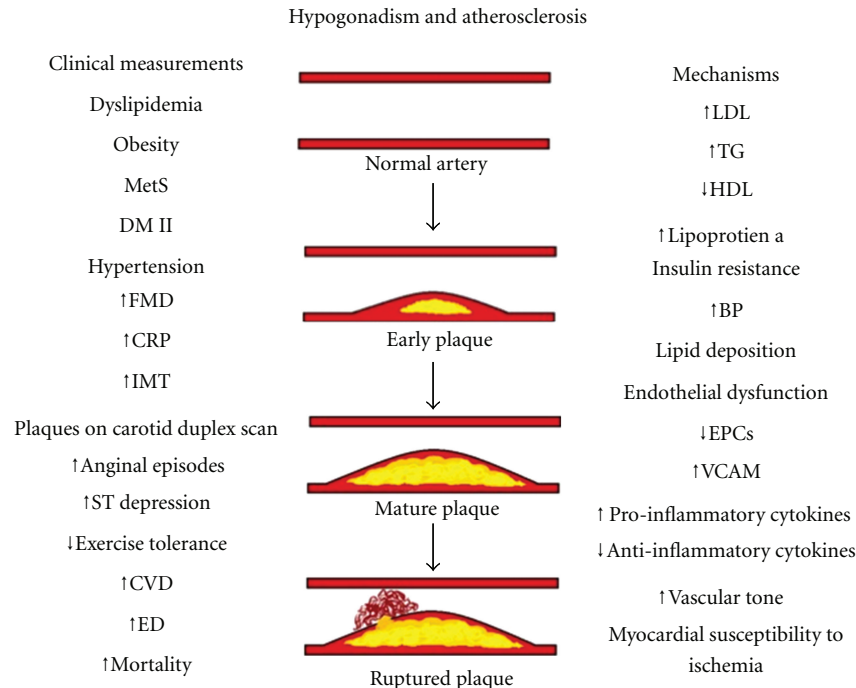 Hypogonadism and atherosclerosis
Clinical measurements
Dyslipidemia
Obesity
MetS
DM II
Hypertension
↑FMD
↑CRP
↑IMT
Plaques on carotid duplex scan
↑Anginal episodes
↑ST depression
↓Exercise tolerance
↑CVD
↑ED
↑Mortality
Normal artery
Early plaque
Mature plaque
Ruptured plaque
Mechanisms
↑LDL
↑TG
↓HDL
↑Lipoprotien a
Insulin resistance
↑BP
Lipid deposition
Endothelial dysfunction
↓EPCs
↑VCAM
↑ Pro-inflammatory cytokines
↓Anti-inflammatory cytokines
↑Vascular tone
Myocardial susceptibility to
ischemia